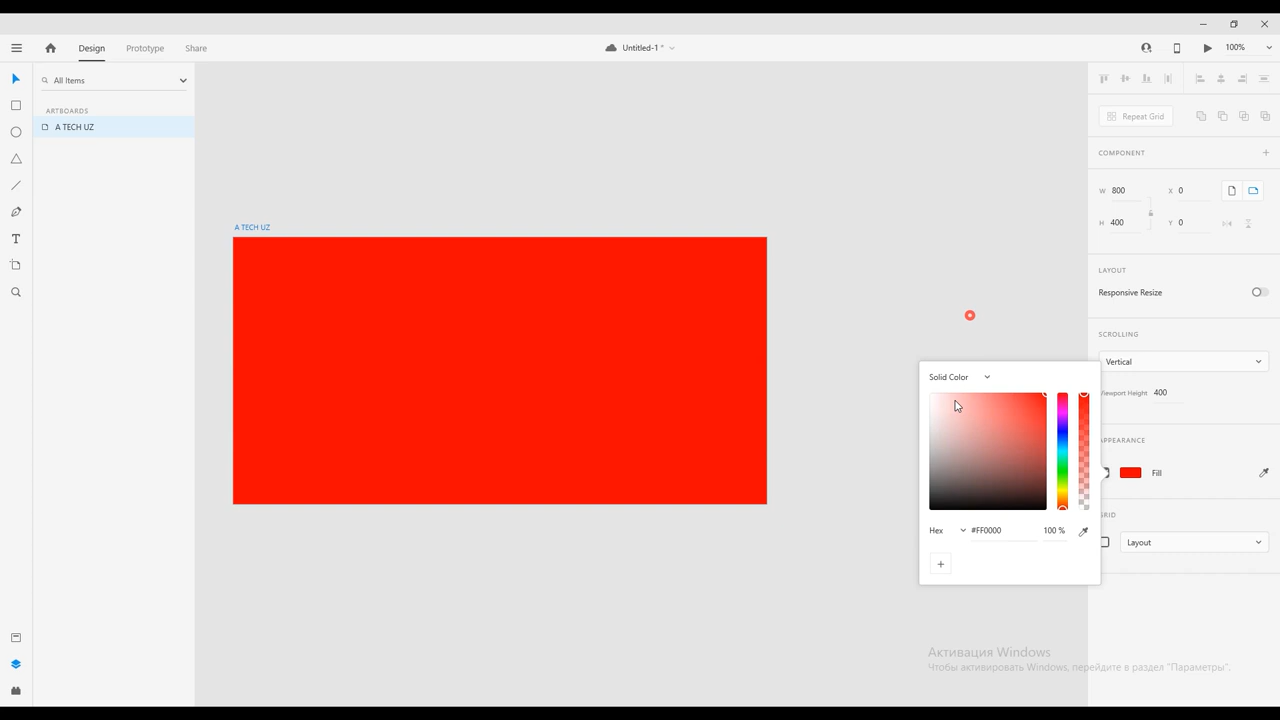 Design
Prototype
Share
Untitled-1 *
100%
All Items
ARTBOARDS
A TECH UZ
A TECH UZ
Repeat Grid
COMPONENT
W 800
X 0
H 400
Y 0
LAYOUT
Responsive Resize
SCROLLING
Vertical
Viewport Height 400
APPEARANCE
Fill
GRID
Layout
Solid Color
Hex
#FF0000
100 %
Активация Windows
Чтобы активировать Windows, перейдите в раздел "Параметры".